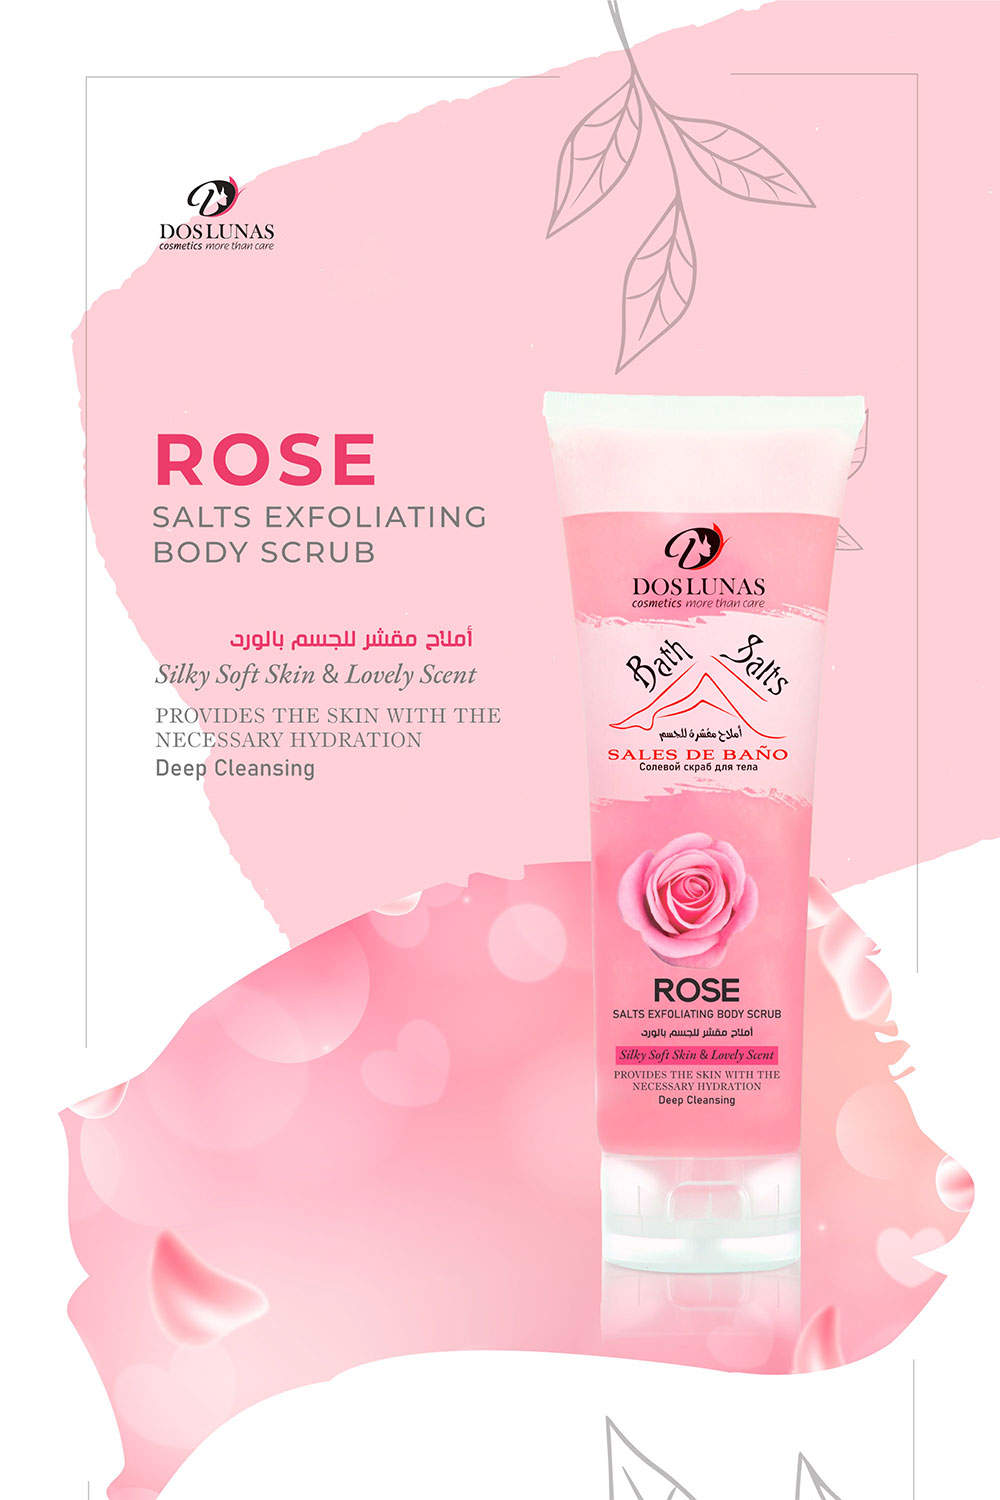 DOSLUNAS
cosmetics more than care
ROSE
SALTS EXFOLIATING
BODY SCRUB
أملاح مقشر للجسم بالورت
Silky Soft Skin & Lovely Scent
PROVIDES THE SKIN WITH THE
NECESSARY HYDRATION
Deep Cleansing
DOSLUNAS
cosmetics more than care
Bath Salts
أملاح مقشرة للجسم
SALES DE BAÑO
Солевой скраб для тела
ROSE
SALTS EXFOLIATING BODY SCRUB
أملاح مقشر للجسم بالورت
Silky Soft Skin & Lovely Scent
PROVIDES THE SKIN WITH THE
NECESSARY HYDRATION
Deep Cleansing